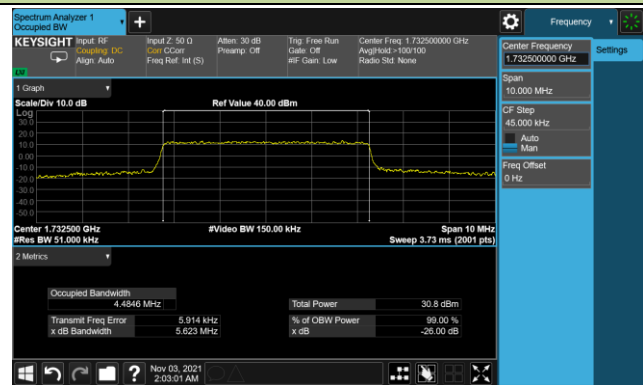 Spectrum Analyzer 1
Occupied BW
+
Frequency
KEYSIGHT
Input: RF
Coupling: DC
Align: Auto
Input Z: 50 Ω
Corr CCorr
Freq Ref: Int (S)
Atten: 30 dB
Preamp: Off
Trig: Free Run
Gate: Off
#IF Gain: Low
Center Freq: 1.732500000 GHz
Avg|Hold:>100/100
Radio Std: None
Center Frequency
1.732500000 GHz
Settings
Span
10.000 MHz
CF Step
45.000 kHz
Auto
Man
Freq Offset
0 Hz
1 Graph
Scale/Div 10.0 dB
Ref Value 40.00 dBm
Log
30.0
20.0
10.0
0.00
-10.0
-20.0
-30.0
-40.0
-50.0
Center 1.732500 GHz
#Video BW 150.00 kHz
Span 10 MHz
#Res BW 51.000 kHz
Sweep 3.73 ms (2001 pts)
2 Metrics
Occupied Bandwidth
4.4846 MHz
Total Power
30.8 dBm
Transmit Freq Error
5.914 kHz
% of OBW Power
99.00 %
x dB Bandwidth
5.623 MHz
x dB
-26.00 dB
?
Nov 03, 2021
2:03:01 AM